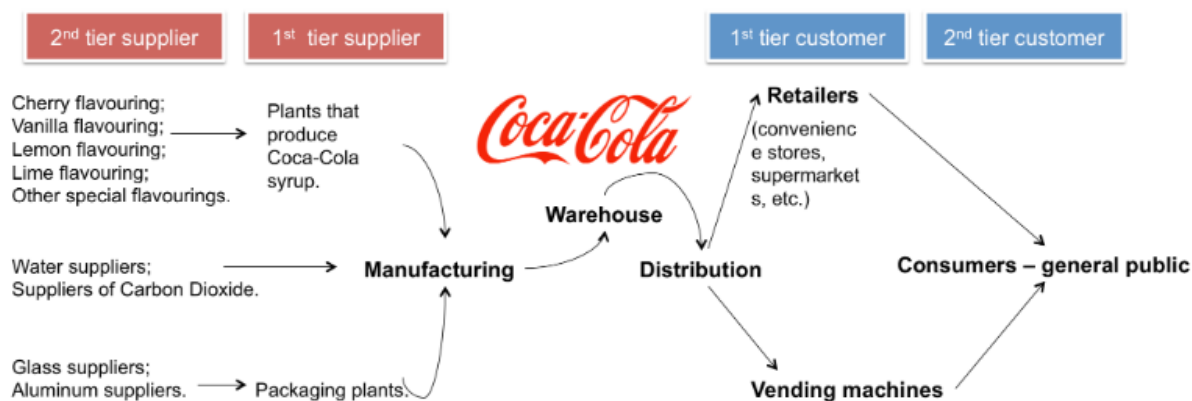 2nd tier supplier
1st tier supplier
1st tier customer
2nd tier customer
Cherry flavouring;
Vanilla flavouring;
Lemon flavouring;
Lime flavouring;
Other special flavourings.
Plants that
produce
Coca-Cola
syrup.
Coca-Cola
Retailers
(convenienc
e stores,
supermarket
s, etc.)
Warehouse
Water suppliers;
Suppliers of Carbon Dioxide.
Manufacturing
Distribution
Consumers – general public
Glass suppliers;
Aluminum suppliers.
Packaging plants.
Vending machines